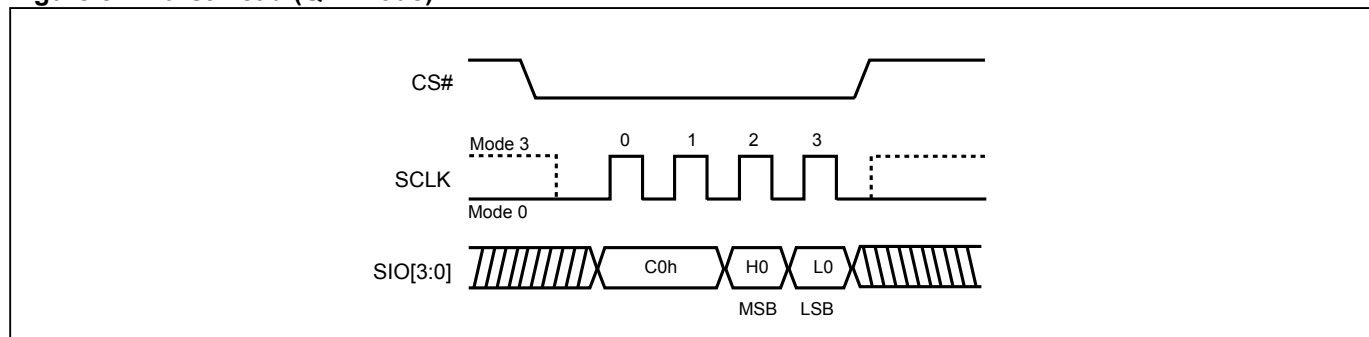 CS#
Mode 3 0 1 2 3
SCLK
Mode 0
SIO[3:0] C0h H0 L0
MSB LSB